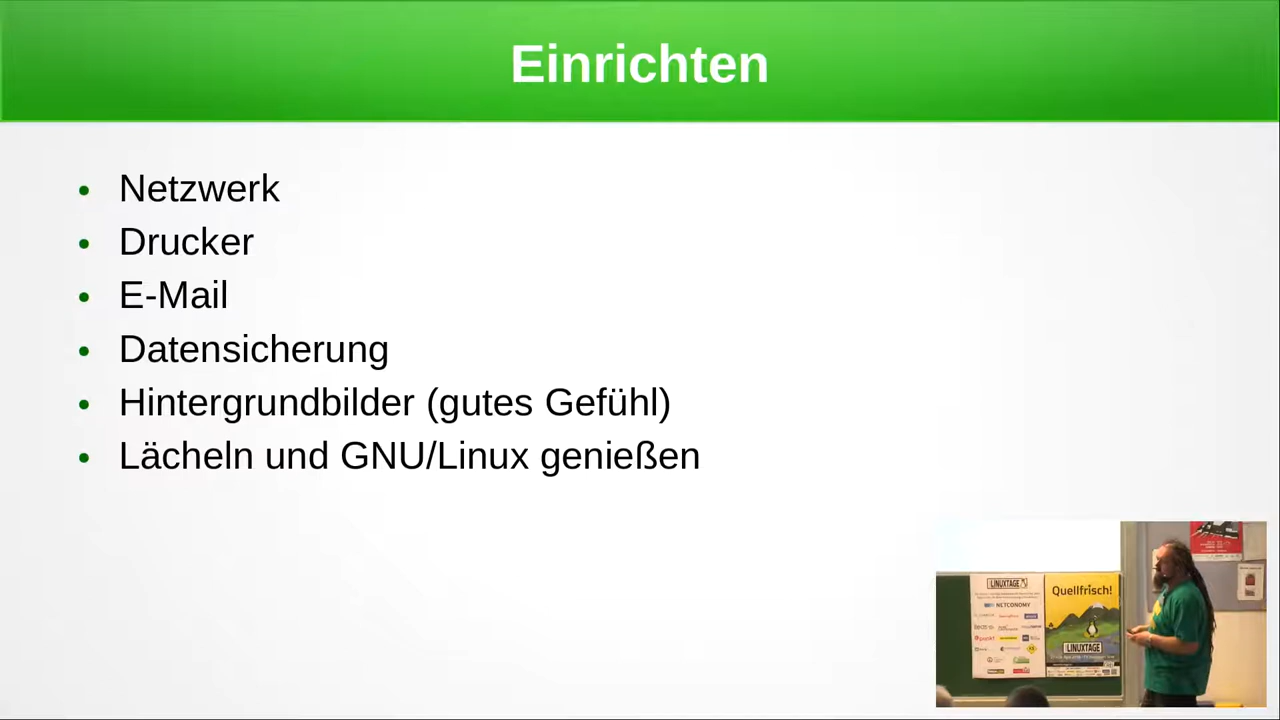 Einrichten
Netzwerk
Drucker
E-Mail
Datensicherung
Hintergrundbilder (gutes Gefühl)
Lächeln und GNU/Linux genießen
LINUXTAGE
NETCONOMY
Quellfrisch!
LINUXTAGE